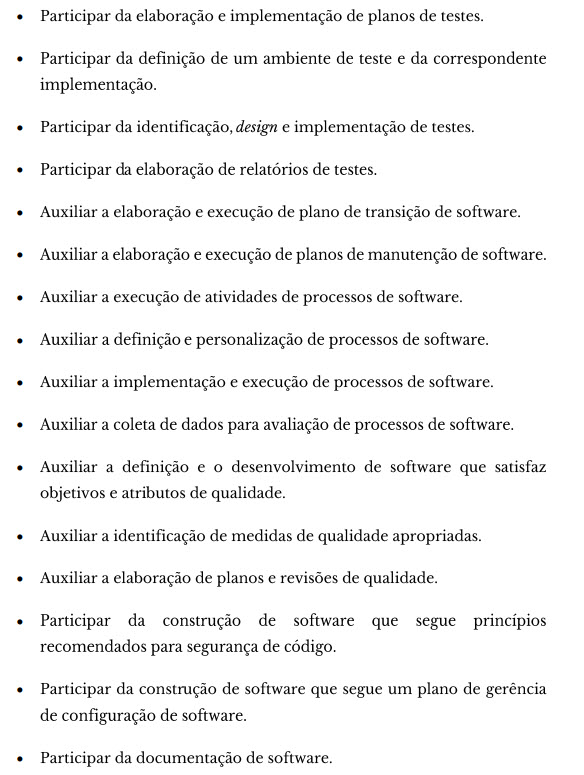 • Participar da elaboração e implementação de planos de testes.
• Participar da definição de um ambiente de teste e da correspondente
implementação.
• Participar da identificação, design e implementação de testes.
• Participar da elaboração de relatórios de testes.
• Auxiliar a elaboração e execução de plano de transição de software.
• Auxiliar a elaboração e execução de planos de manutenção de software.
• Auxiliar a execução de atividades de processos de software.
• Auxiliar a definição e personalização de processos de software.
• Auxiliar a implementação e execução de processos de software.
• Auxiliar a coleta de dados para avaliação de processos de software.
• Auxiliar a definição e o desenvolvimento de software que satisfaz
objetivos e atributos de qualidade.
• Auxiliar a identificação de medidas de qualidade apropriadas.
• Auxiliar a elaboração de planos e revisões de qualidade.
• Participar da construção de software que segue princípios
recomendados para segurança de código.
• Participar da construção de software que segue um plano de gerência
de configuração de software.
• Participar da documentação de software.